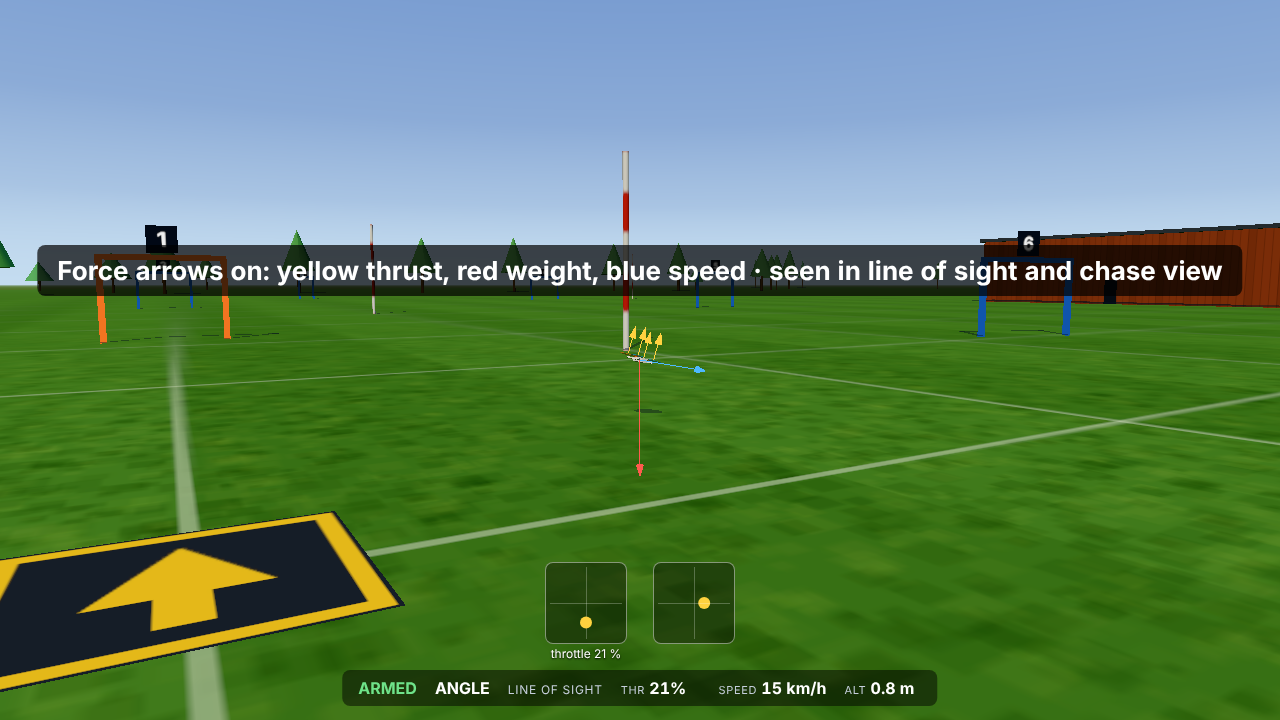 1
6
Force arrows on: yellow thrust, red weight, blue speed · seen in line of sight and chase view
throttle 21 %
ARMED ANGLE LINE OF SIGHT THR 21% SPEED 15 km/h ALT 0.8 m